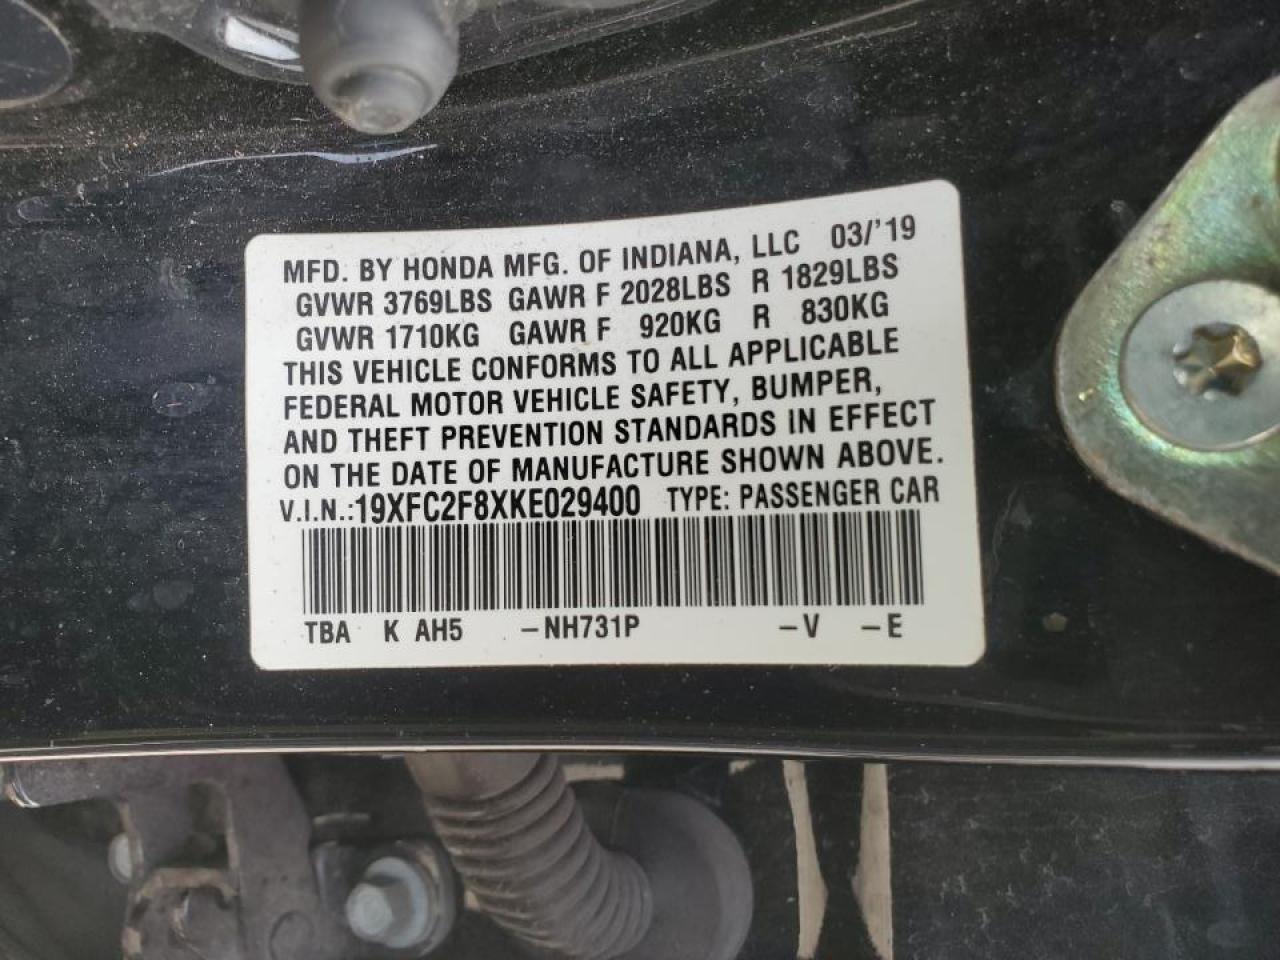 MFD. BY HONDA MFG. OF INDIANA, LLC 03/'19
GVWR 3769LBS GAWR F 2028LBS R 1829LBS
GVWR 1710KG GAWR F 920KG R 830KG
THIS VEHICLE CONFORMS TO ALL APPLICABLE
FEDERAL MOTOR VEHICLE SAFETY, BUMPER,
AND THEFT PREVENTION STANDARDS IN EFFECT
ON THE DATE OF MANUFACTURE SHOWN ABOVE.
V.I.N.:19XFC2F8XKE029400 TYPE: PASSENGER CAR
TBA K AH5 -NH731P -V -E